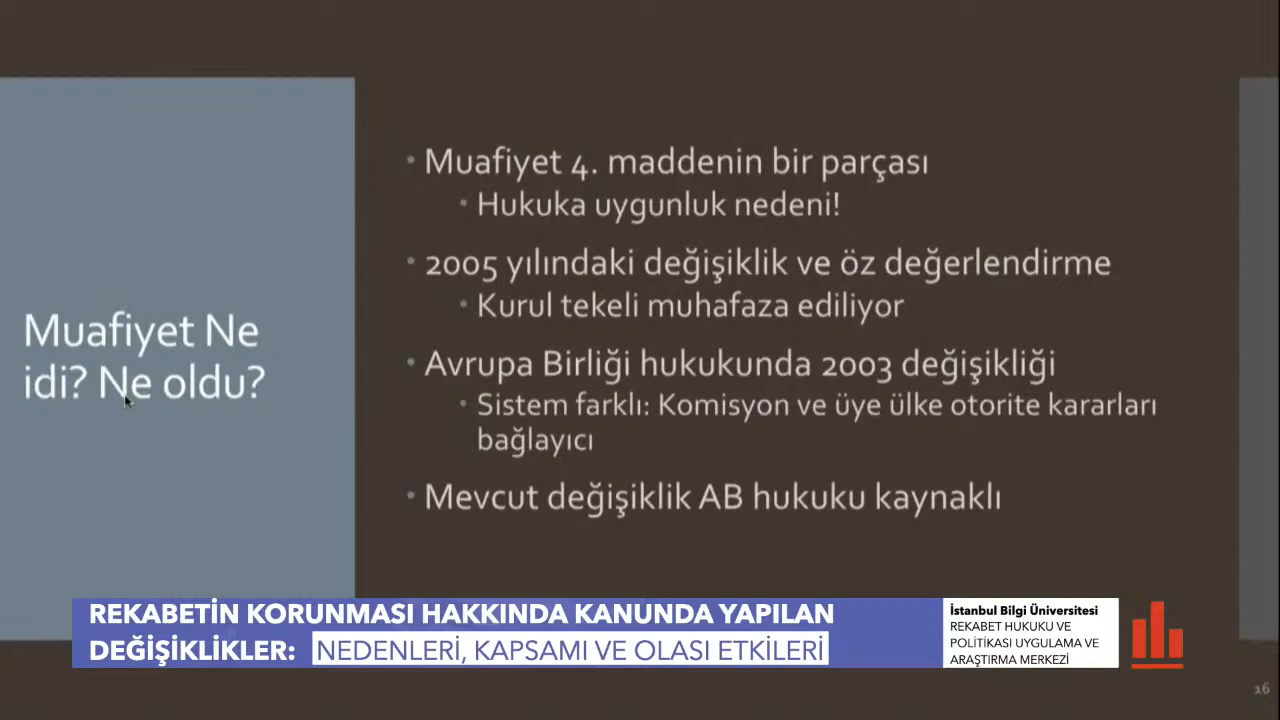 Muafiyet Ne
idi? Ne oldu?
Muafiyet 4. maddenin bir parçası
Hukuka uygunluk nedeni!
2005 yılındaki değişiklik ve öz değerlendirme
Kurul tekeli muhafaza ediliyor
Avrupa Birliği hukukunda 2003 değişikliği
Sistem farklı: Komisyon ve üye ülke otorite kararları
bağlayıcı
Mevcut değişiklik AB hukuku kaynaklı
REKABETİN KORUNMASI HAKKINDA KANUNDA YAPILAN
DEĞİŞİKLİKLER: NEDENLERİ, KAPSAMI VE OLASI ETKİLERİ
İstanbul Bilgi Üniversitesi
REKABET HUKUKU VE
POLİTİKASI UYGULAMA VE
ARAŞTIRMA MERKEZİ
16